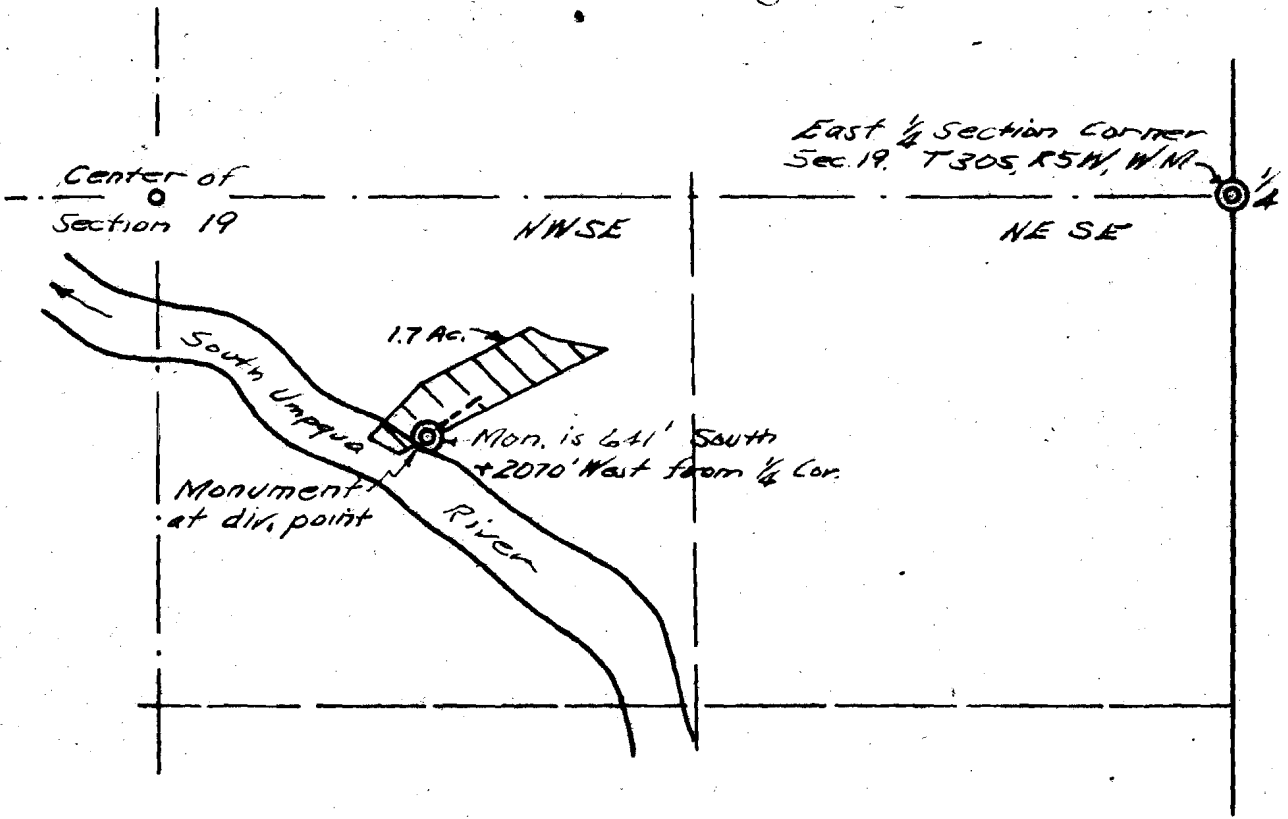 East 1/4 Section Corner
Sec. 19. T30S, R5W, W.M
1/4
Center of
Section 19
NWSE
NE SE
1.7 Ac.
South Umpqua
River
Mon. is 641' South
+2070' West from 1/4 Cor.
Monument
at div. point